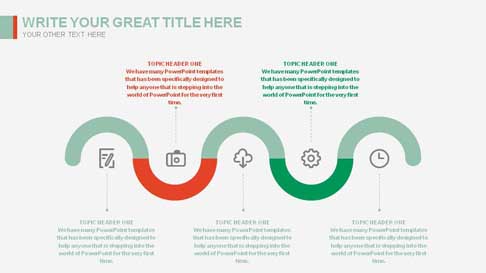 WRITE YOUR GREAT TITLE HERE
YOUR OTHER TEXT HERE
TOPIC HEADER ONE
We have many PowerPoint templates
that has been specifically designed to
help anyone that is stepping into the
world of PowerPoint for the very first
time.
TOPIC HEADER ONE
We have many PowerPoint templates
that has been specifically designed to
help anyone that is stepping into the
world of PowerPoint for the very first
time.
TOPIC HEADER ONE
We have many PowerPoint templates
that has been specifically designed to
help anyone that is stepping into the
world of PowerPoint for the very first
time.
TOPIC HEADER ONE
We have many PowerPoint templates
that has been specifically designed to
help anyone that is stepping into the
world of PowerPoint for the very first
time.
TOPIC HEADER ONE
We have many PowerPoint templates
that has been specifically designed to
help anyone that is stepping into the
world of PowerPoint for the very first
time.